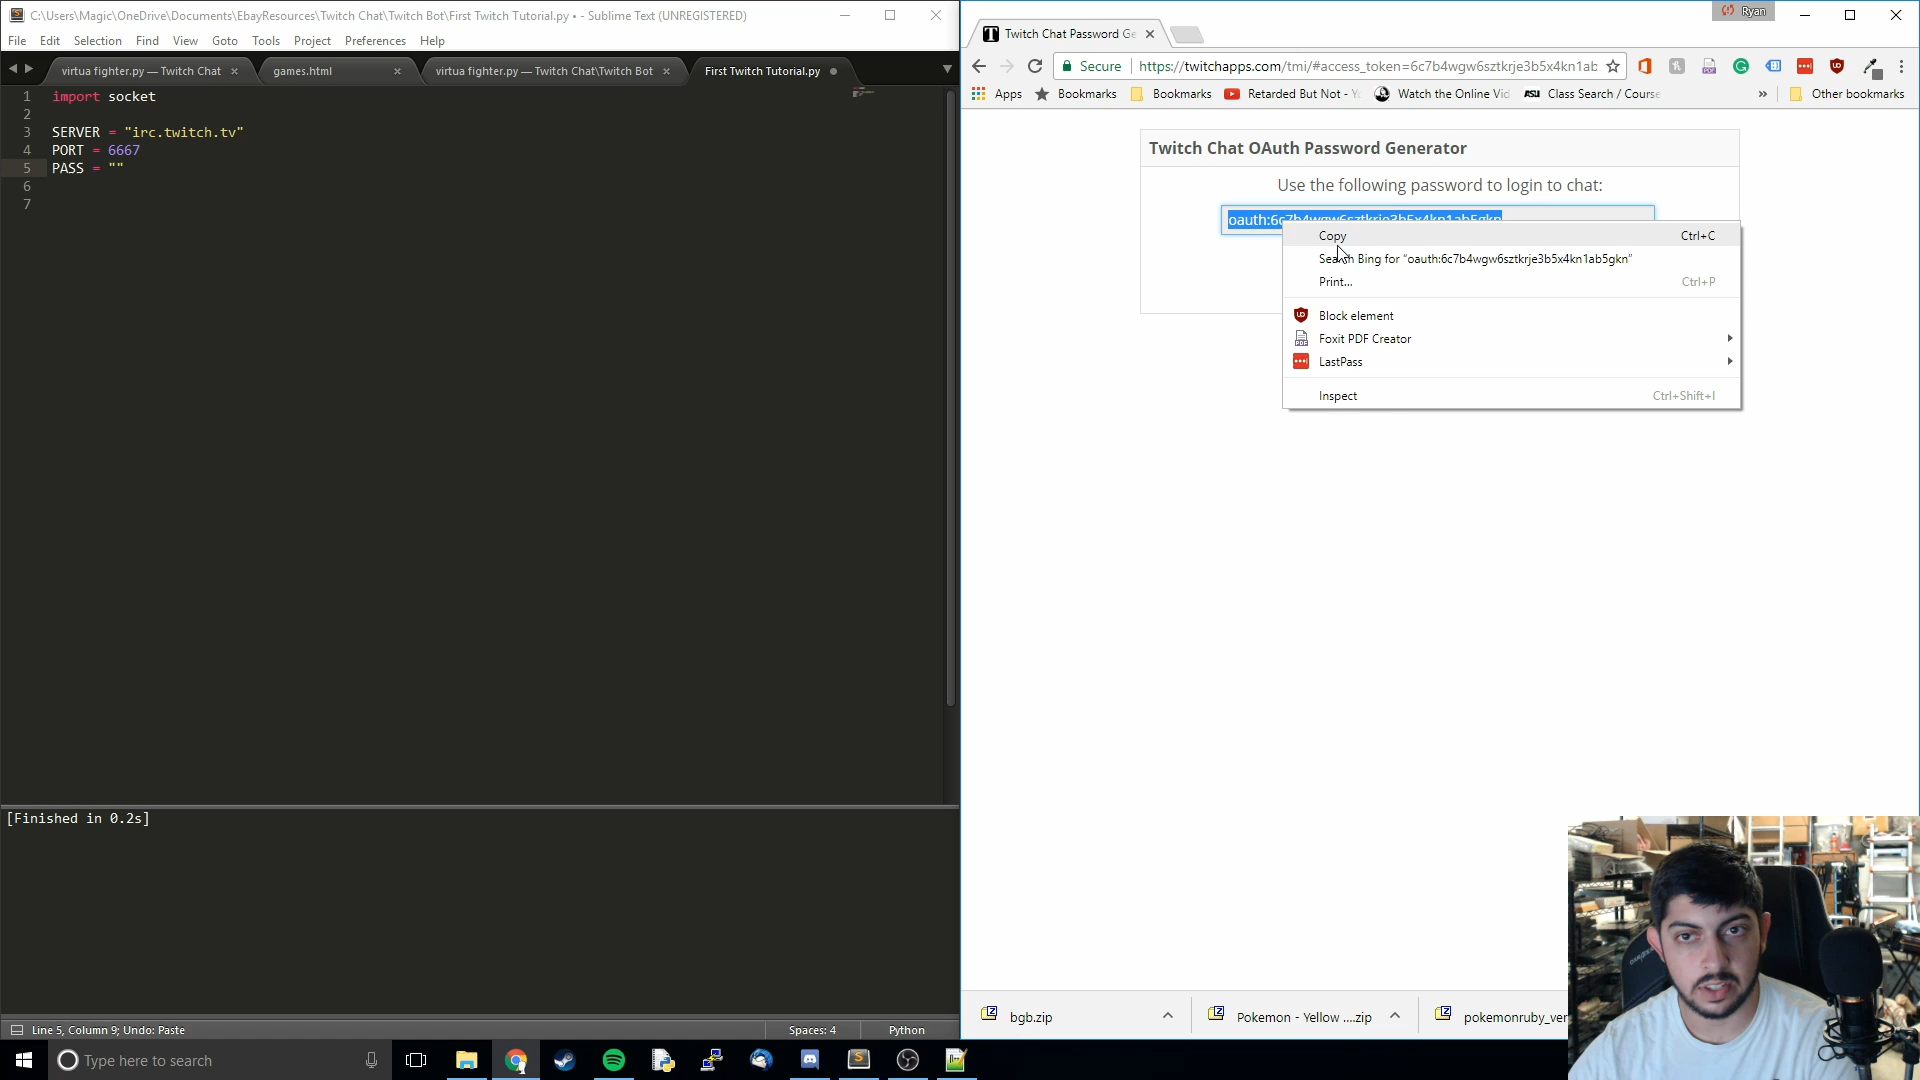 C:\Users\Magic\OneDrive\Documents\EbayResources\Twitch Chat\Twitch Bot\First Twitch Tutorial.py • - Sublime Text (UNREGISTERED)
File Edit Selection Find View Goto Tools Project Preferences Help
virtua fighter.py — Twitch Chat
games.html
virtua fighter.py — Twitch Chat\Twitch Bot
First Twitch Tutorial.py
1 import socket
2
3 SERVER = "irc.twitch.tv"
4 PORT = 6667
5 PASS = ""
6
7
[Finished in 0.2s]
Line 5, Column 9; Undo: Paste
Spaces: 4
Python
Ryan
Twitch Chat Password Ge
Secure
https://twitchapps.com/tmi/#access_token=6c7b4wgw6sztkrje3b5x4kn1ab
Apps
Bookmarks
Bookmarks
Retarded But Not - Y
Watch the Online Vid
ASU
Class Search / Course
»
Other bookmarks
Twitch Chat OAuth Password Generator
Use the following password to login to chat:
oauth:6c7b4wgw6sztkrje3b5x4kn1ab5gkn
Copy Ctrl+C
Search Bing for “oauth:6c7b4wgw6sztkrje3b5x4kn1ab5gkn”
Print... Ctrl+P
Block element
Foxit PDF Creator
LastPass
Inspect Ctrl+Shift+I
bgb.zip
Pokemon - Yellow ....zip
pokemonruby_ver
Type here to search